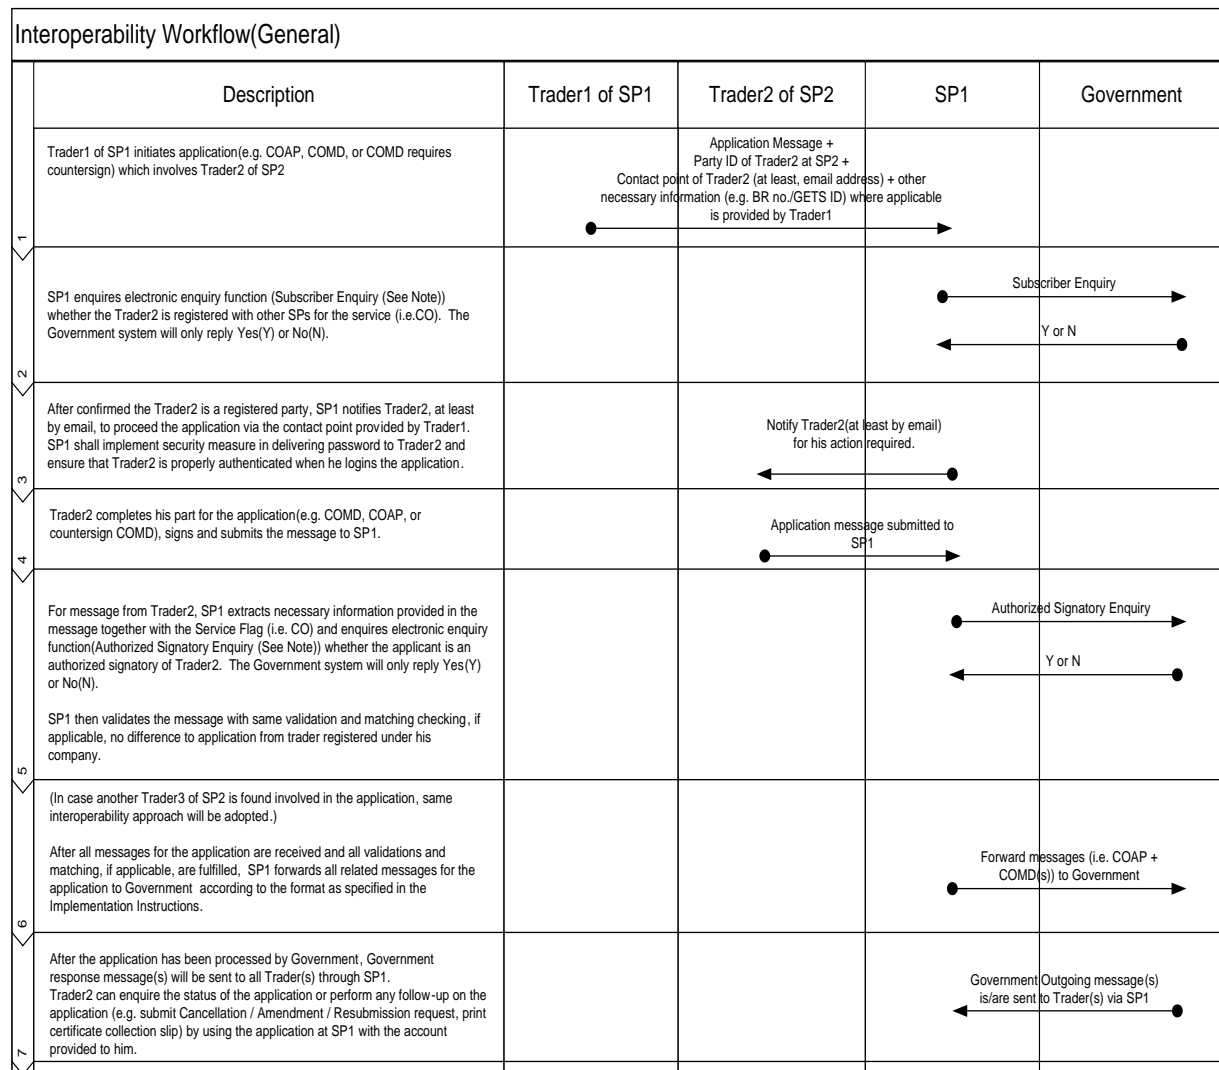 Interoperability Workflow(General)
Description
Trader1 of SP1
Trader2 of SP2
SP1
Government
Trader1 of SP1 initiates application(e.g. COAP, COMD, or COMD requires
countersign) which involves Trader2 of SP2
Application Message +
Party ID of Trader2 at SP2 +
Contact point of Trader2 (at least, email address) + other
necessary information (e.g. BR no./GETS ID) where applicable
is provided by Trader1
1
SP1 enquires electronic enquiry function (Subscriber Enquiry (See Note))
whether the Trader2 is registered with other SPs for the service (i.e.CO).  The
Government system will only reply Yes(Y) or No(N).
Subscriber Enquiry
Y or N
2
After confirmed the Trader2 is a registered party, SP1 notifies Trader2, at least
by email, to proceed the application via the contact point provided by Trader1.
SP1 shall implement security measure in delivering password to Trader2 and
ensure that Trader2 is properly authenticated when he logins the application.
Notify Trader2(at least by email)
for his action required.
3
Trader2 completes his part for the application(e.g. COMD, COAP, or
countersign COMD), signs and submits the message to SP1.
Application message submitted to
SP1
4
For message from Trader2, SP1 extracts necessary information provided in the
message together with the Service Flag (i.e. CO) and enquires electronic enquiry
function(Authorized Signatory Enquiry (See Note)) whether the applicant is an
authorized signatory of Trader2.  The Government system will only reply Yes(Y)
or No(N).
SP1 then validates the message with same validation and matching checking, if
applicable, no difference to application from trader registered under his
company.
Authorized Signatory Enquiry
Y or N
5
(In case another Trader3 of SP2 is found involved in the application, same
interoperability approach will be adopted.)
After all messages for the application are received and all validations and
matching, if applicable, are fulfilled,  SP1 forwards all related messages for the
application to Government  according to the format as specified in the
Implementation Instructions.
Forward messages (i.e. COAP +
COMD(s)) to Government
6
After the application has been processed by Government, Government
response message(s) will be sent to all Trader(s) through SP1.
Trader2 can enquire the status of the application or perform any follow-up on the
application (e.g. submit Cancellation / Amendment / Resubmission request, print
certificate collection slip) by using the application at SP1 with the account
provided to him.
Government Outgoing message(s)
is/are sent to Trader(s) via SP1
7